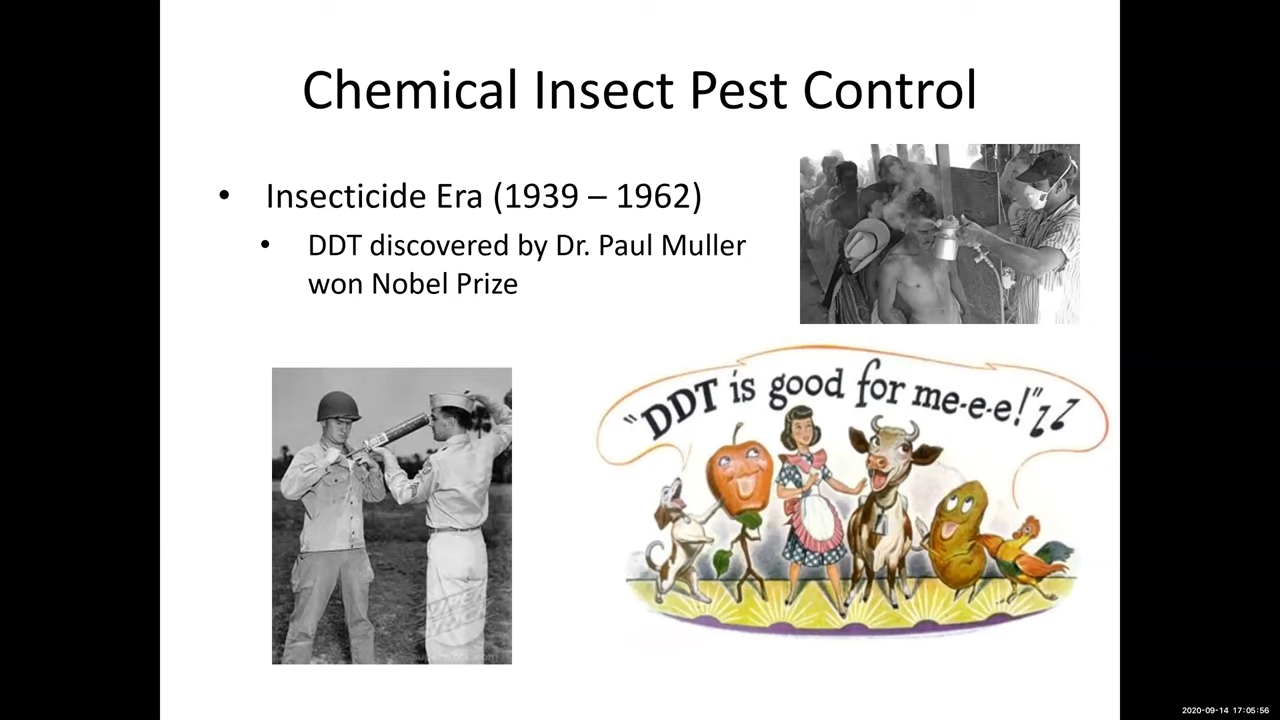 Chemical Insect Pest Control
• Insecticide Era (1939 – 1962)
• DDT discovered by Dr. Paul Muller
won Nobel Prize
"DDT is good for me-e-e!"
2020-09-14 17:05:56